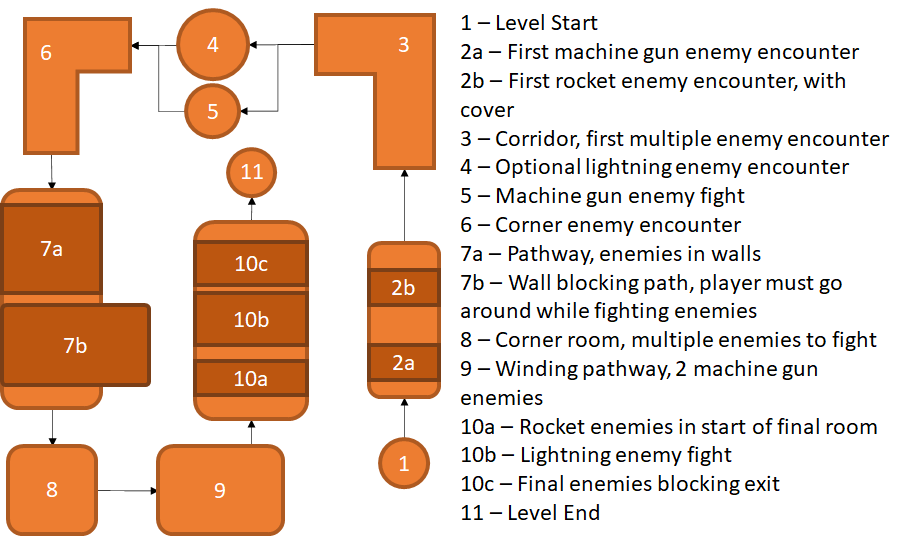 6
4
3
5
11
7a
10c
2b
7b
10b
2a
10a
1
8
9
1 – Level Start
2a – First machine gun enemy encounter
2b – First rocket enemy encounter, with
cover
3 – Corridor, first multiple enemy encounter
4 – Optional lightning enemy encounter
5 – Machine gun enemy fight
6 – Corner enemy encounter
7a – Pathway, enemies in walls
7b – Wall blocking path, player must go
around while fighting enemies
8 – Corner room, multiple enemies to fight
9 – Winding pathway, 2 machine gun
enemies
10a – Rocket enemies in start of final room
10b – Lightning enemy fight
10c – Final enemies blocking exit
11 – Level End